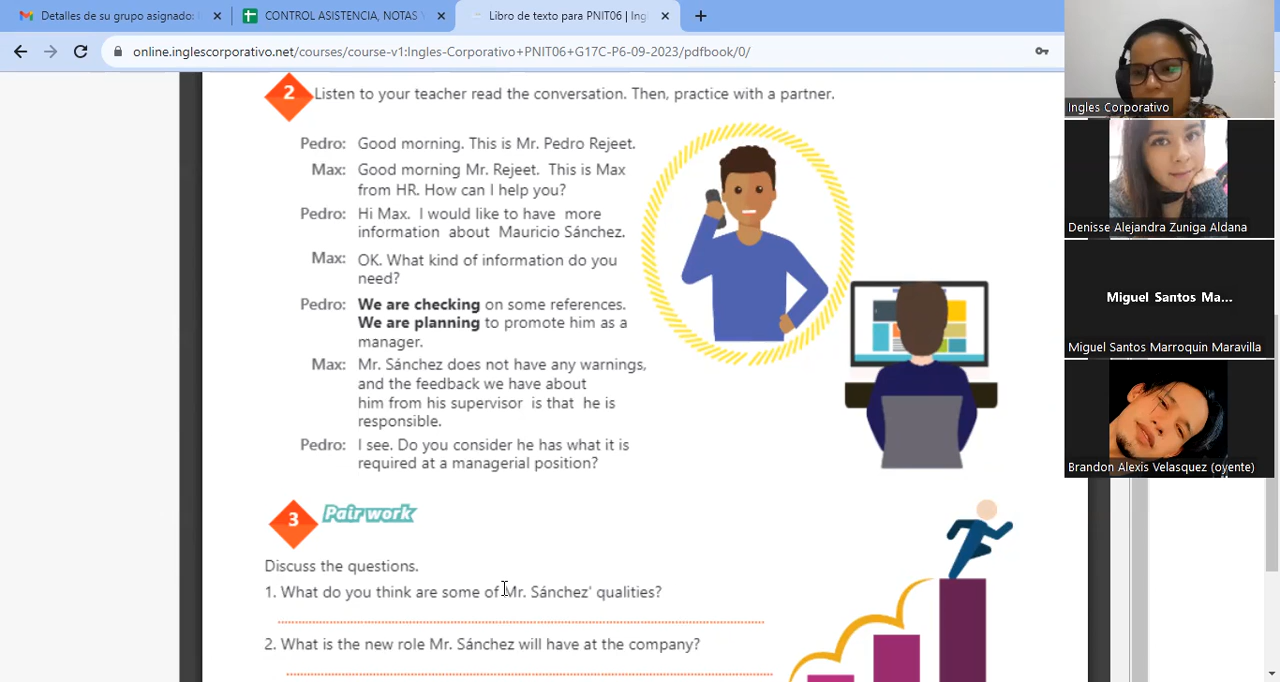 Detalles de su grupo asignado:
CONTROL ASISTENCIA, NOTAS Y
Libro de texto para PNIT06 | Ing
online.inglescorporativo.net/courses/course-v1:Ingles-Corporativo+PNIT06+G17C-P6-09-2023/pdfbook/0/
2 Listen to your teacher read the conversation. Then, practice with a partner.
Pedro: Good morning. This is Mr. Pedro Rejeet.
Max: Good morning Mr. Rejeet. This is Max
from HR. How can I help you?
Pedro: Hi Max. I would like to have more
information about Mauricio Sánchez.
Max: OK. What kind of information do you
need?
Pedro: We are checking on some references.
We are planning to promote him as a
manager.
Max: Mr. Sánchez does not have any warnings,
and the feedback we have about
him from his supervisor is that he is
responsible.
Pedro: I see. Do you consider he has what it is
required at a managerial position?
3 Pair work
Discuss the questions.
1. What do you think are some of Mr. Sánchez' qualities?
2. What is the new role Mr. Sánchez will have at the company?
Ingles Corporativo
Denisse Alejandra Zuniga Aldana
Miguel Santos Ma...
Miguel Santos Marroquin Maravilla
Brandon Alexis Velasquez (oyente)